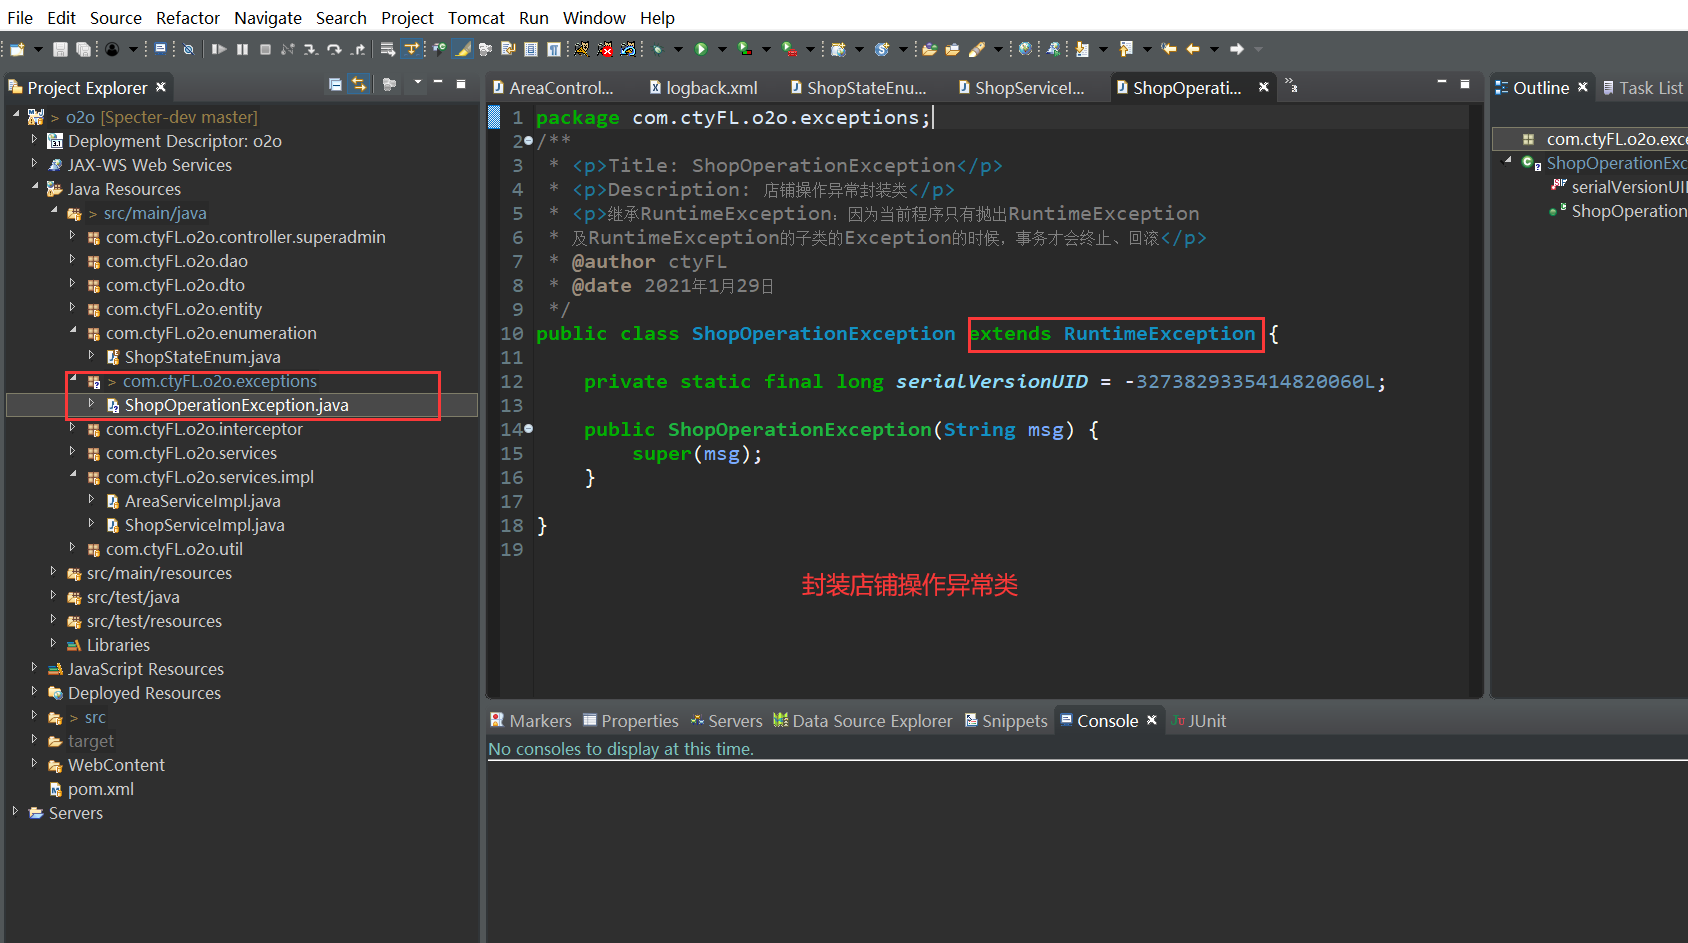 File Edit Source Refactor Navigate Search Project Tomcat Run Window Help
Project Explorer
> o2o [Specter-dev master]
Deployment Descriptor: o2o
JAX-WS Web Services
Java Resources
> src/main/java
com.ctyFL.o2o.controller.superadmin
com.ctyFL.o2o.dao
com.ctyFL.o2o.dto
com.ctyFL.o2o.entity
com.ctyFL.o2o.enumeration
ShopStateEnum.java
> com.ctyFL.o2o.exceptions
ShopOperationException.java
com.ctyFL.o2o.interceptor
com.ctyFL.o2o.services
com.ctyFL.o2o.services.impl
AreaServiceImpl.java
ShopServiceImpl.java
com.ctyFL.o2o.util
src/main/resources
src/test/java
src/test/resources
Libraries
JavaScript Resources
Deployed Resources
> src
target
WebContent
pom.xml
Servers
AreaControl... logback.xml ShopStateEnu... ShopServiceI... ShopOperati... »3
1 package com.ctyFL.o2o.exceptions;
2 /**
3 * <p>Title: ShopOperationException</p>
4 * <p>Description: 店铺操作异常封装类</p>
5 * <p>继承RuntimeException：因为当前程序只有抛出RuntimeException
6 * 及RuntimeException的子类的Exception的时候，事务才会终止、回滚</p>
7 * @author ctyFL
8 * @date 2021年1月29日
9 */
10 public class ShopOperationException extends RuntimeException {
11
12 private static final long serialVersionUID = -3273829335414820060L;
13
14 public ShopOperationException(String msg) {
15 super(msg);
16 }
17
18 }
19
封装店铺操作异常类
Outline Task List
com.ctyFL.o2o.exce
ShopOperationExc
serialVersionUI
ShopOperation
Markers Properties Servers Data Source Explorer Snippets Console JUnit
No consoles to display at this time.